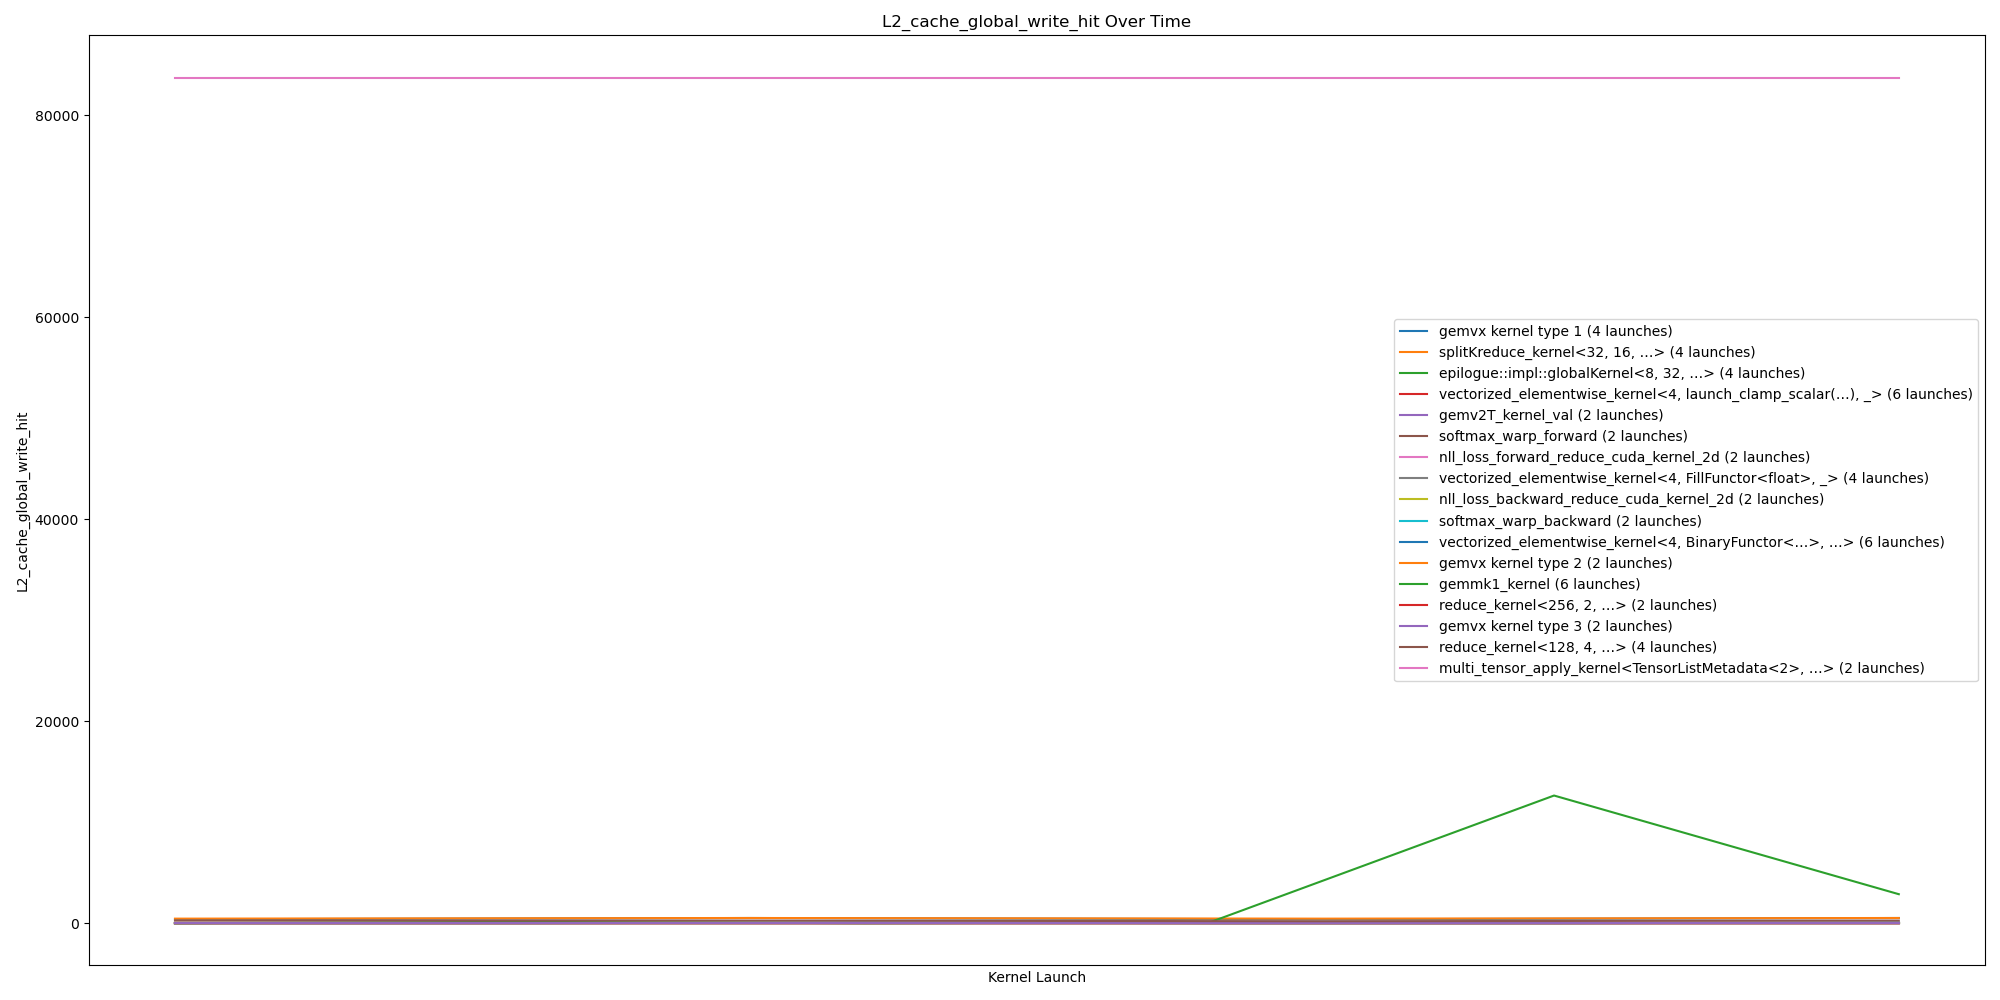 L2_cache_global_write_hit Over Time
80000
60000
40000
20000
0
L2_cache_global_write_hit
Kernel Launch
gemvx kernel type 1 (4 launches)
splitKreduce_kernel<32, 16, ...> (4 launches)
epilogue::impl::globalKernel<8, 32, ...> (4 launches)
vectorized_elementwise_kernel<4, launch_clamp_scalar(...), _> (6 launches)
gemv2T_kernel_val (2 launches)
softmax_warp_forward (2 launches)
nll_loss_forward_reduce_cuda_kernel_2d (2 launches)
vectorized_elementwise_kernel<4, FillFunctor<float>, _> (4 launches)
nll_loss_backward_reduce_cuda_kernel_2d (2 launches)
softmax_warp_backward (2 launches)
vectorized_elementwise_kernel<4, BinaryFunctor<...>, ...> (6 launches)
gemvx kernel type 2 (2 launches)
gemmk1_kernel (6 launches)
reduce_kernel<256, 2, ...> (2 launches)
gemvx kernel type 3 (2 launches)
reduce_kernel<128, 4, ...> (4 launches)
multi_tensor_apply_kernel<TensorListMetadata<2>, ...> (2 launches)